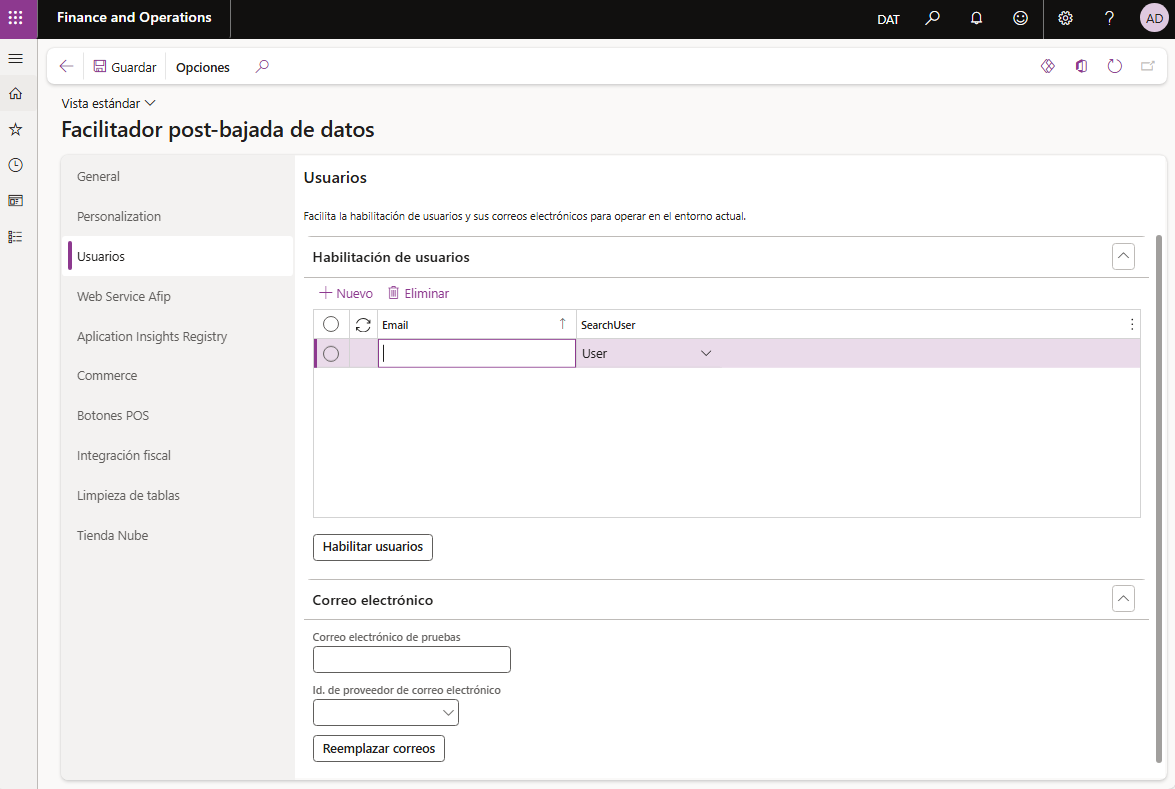 Finance and Operations
DAT
?
AD
Guardar
Opciones
Vista estándar
Facilitador post-bajada de datos
General
Personalization
Usuarios
Web Service Afip
Aplication Insights Registry
Commerce
Botones POS
Integración fiscal
Limpieza de tablas
Tienda Nube
Usuarios
Facilita la habilitación de usuarios y sus correos electrónicos para operar en el entorno actual.
Habilitación de usuarios
Nuevo
Eliminar
Email
SearchUser
User
Habilitar usuarios
Correo electrónico
Correo electrónico de pruebas
Id. de proveedor de correo electrónico
Reemplazar correos